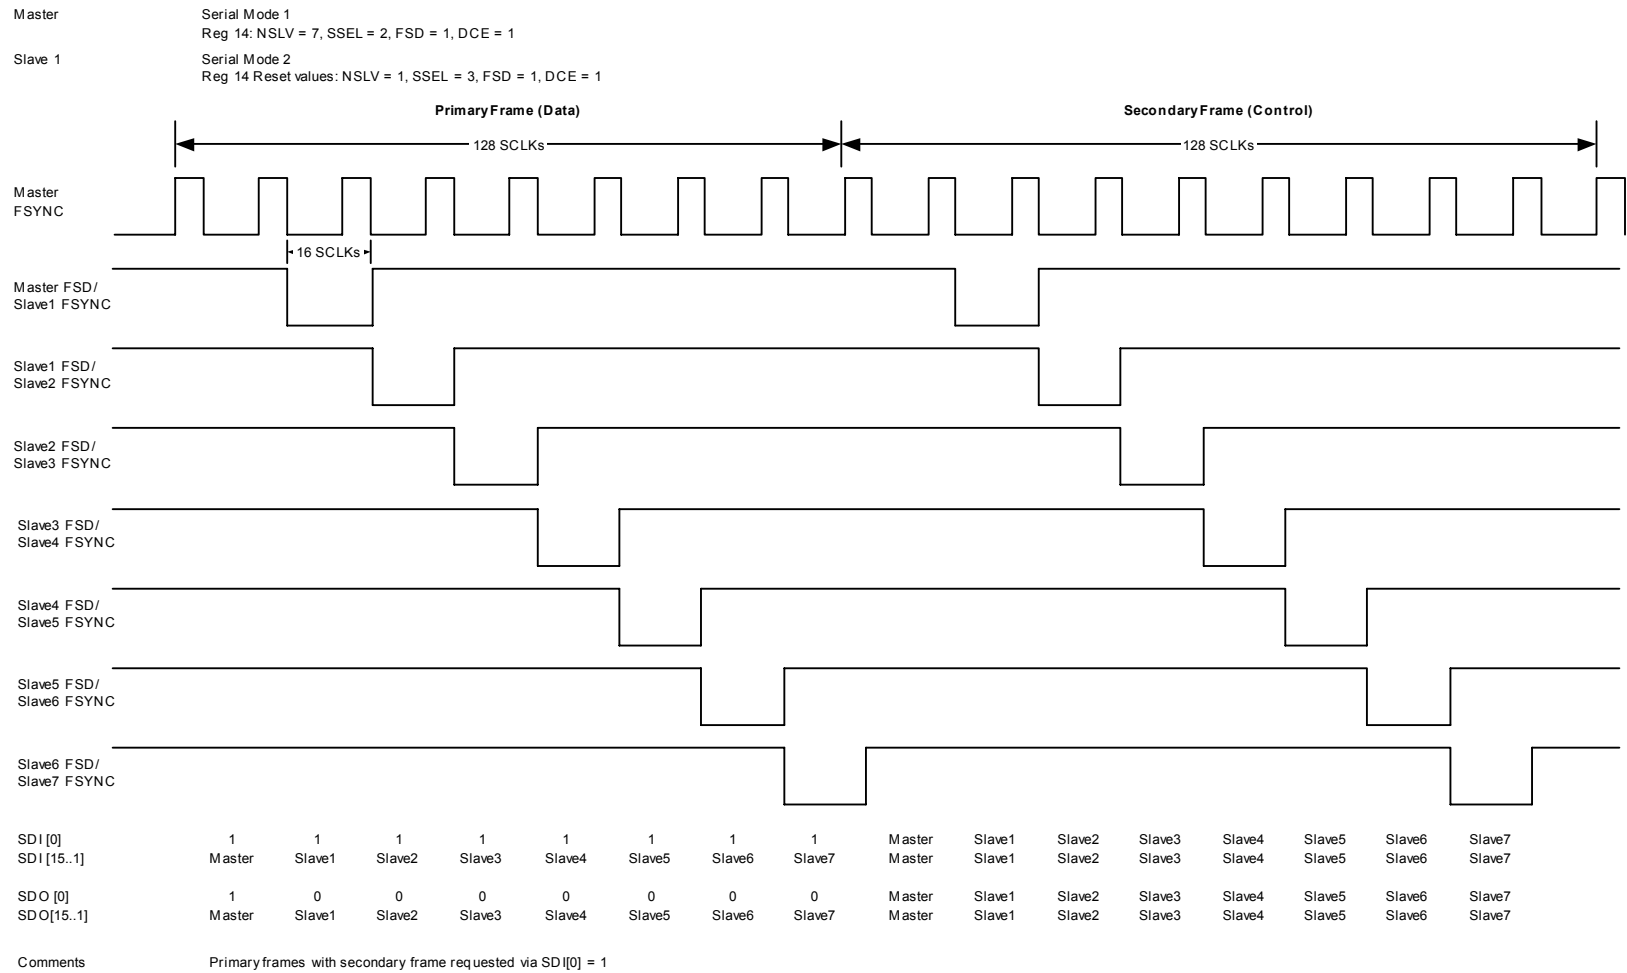 Master Serial Mode 1
Reg 14: NSLV = 7, SSEL = 2, FSD = 1, DCE = 1
Slave 1 Serial Mode 2
Reg 14 Reset values: NSLV = 1, SSEL = 3, FSD = 1, DCE = 1
Primary Frame (Data) Secondary Frame (Control)
128 SCLKs 128 SCLKs
Master
FSYNC
16 SCLKs
Master FSD/
Slave1 FSYNC
Slave1 FSD/
Slave2 FSYNC
Slave2 FSD/
Slave3 FSYNC
Slave3 FSD/
Slave4 FSYNC
Slave4 FSD/
Slave5 FSYNC
Slave5 FSD/
Slave6 FSYNC
Slave6 FSD/
Slave7 FSYNC
SDI [0] 1 1 1 1 1 1 1 1 Master Slave1 Slave2 Slave3 Slave4 Slave5 Slave6 Slave7
SDI [15..1] Master Slave1 Slave2 Slave3 Slave4 Slave5 Slave6 Slave7 Master Slave1 Slave2 Slave3 Slave4 Slave5 Slave6 Slave7
SDO [0] 1 0 0 0 0 0 0 0 Master Slave1 Slave2 Slave3 Slave4 Slave5 Slave6 Slave7
SDO[15..1] Master Slave1 Slave2 Slave3 Slave4 Slave5 Slave6 Slave7 Master Slave1 Slave2 Slave3 Slave4 Slave5 Slave6 Slave7
Comments Primary frames with secondary frame requested via SDI[0] = 1